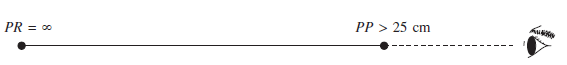 PR = ∞ PP > 25 cm